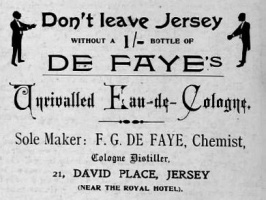 Don't leave Jersey
WITHOUT A 1/- BOTTLE OF
DE FAYE'S
Unrivalled Eau-de-Cologne.
Sole Maker: F. G. DE FAYE, Chemist,
Cologne Distiller,
21, DAVID PLACE, JERSEY
(NEAR THE ROYAL HOTEL).